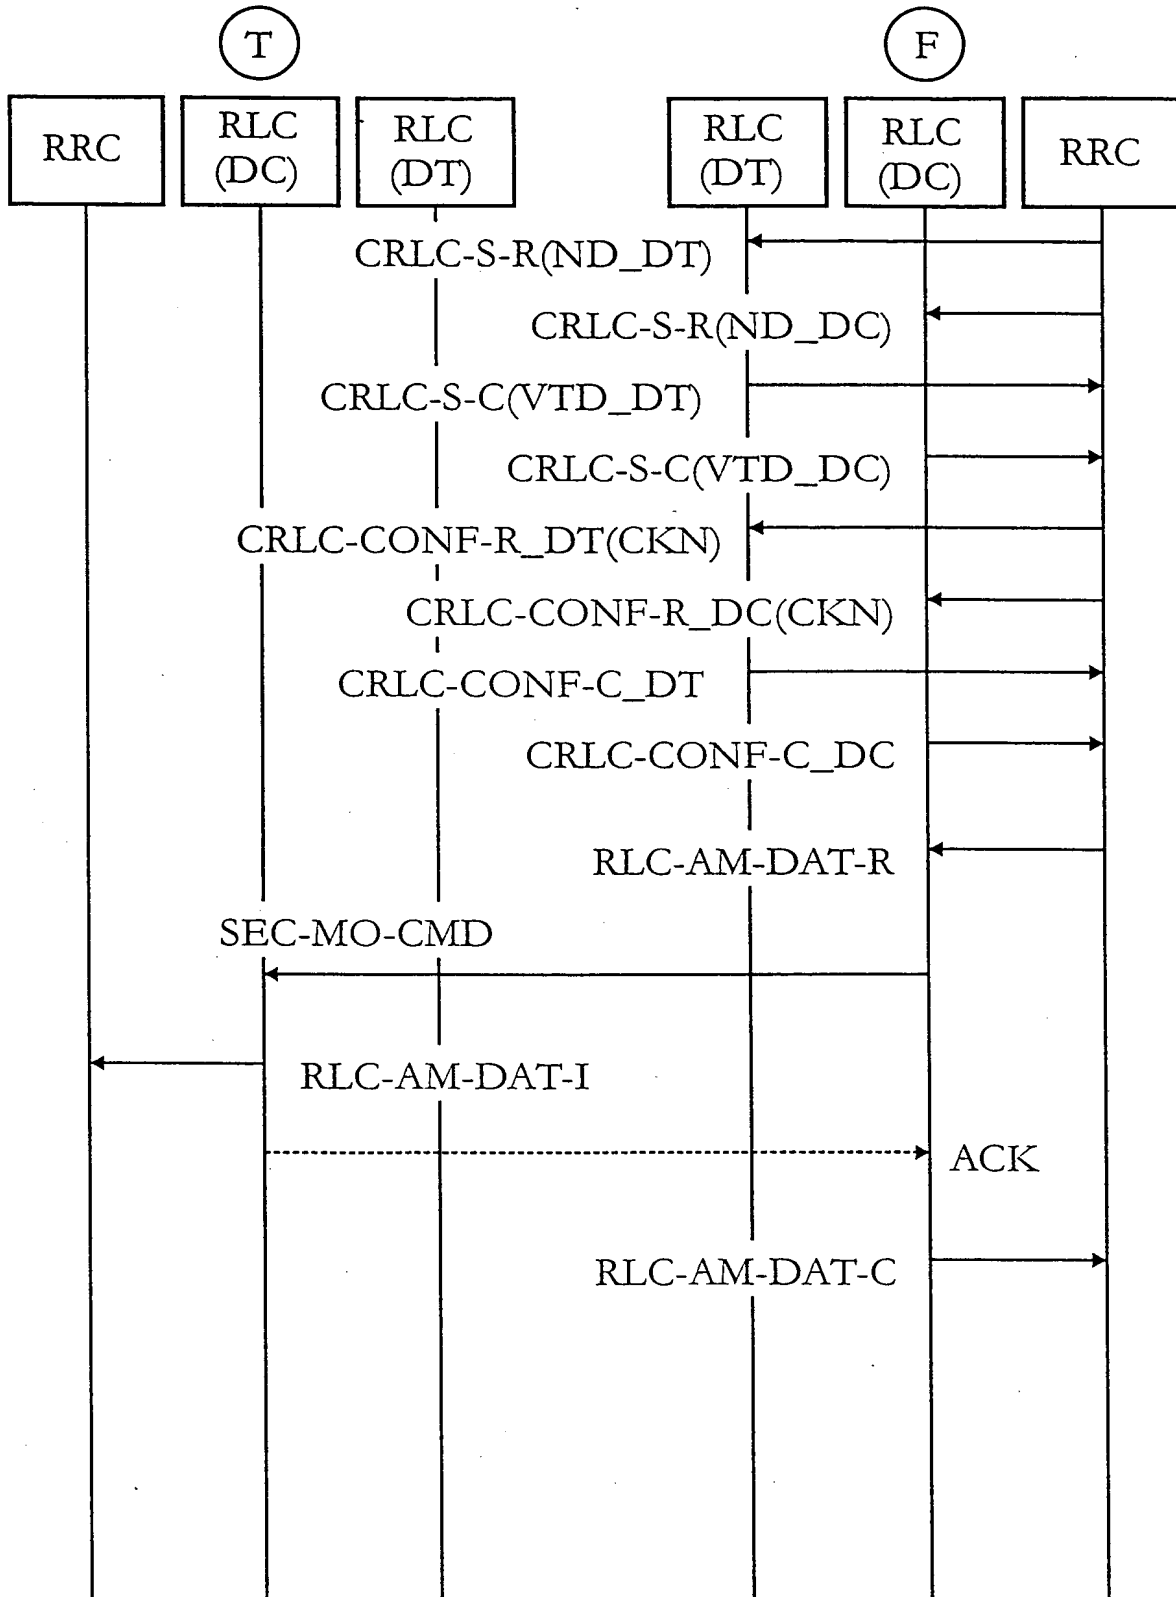 T
F
RRC
RLC
(DC)
RLC
(DT)
RLC
(DT)
RLC
(DC)
RRC
CRLC-S-R(ND_DT)
CRLC-S-R(ND_DC)
CRLC-S-C(VTD_DT)
CRLC-S-C(VTD_DC)
CRLC-CONF-R_DT(CKN)
CRLC-CONF-R_DC(CKN)
CRLC-CONF-C_DT
CRLC-CONF-C_DC
RLC-AM-DAT-R
SEC-MO-CMD
RLC-AM-DAT-I
ACK
RLC-AM-DAT-C